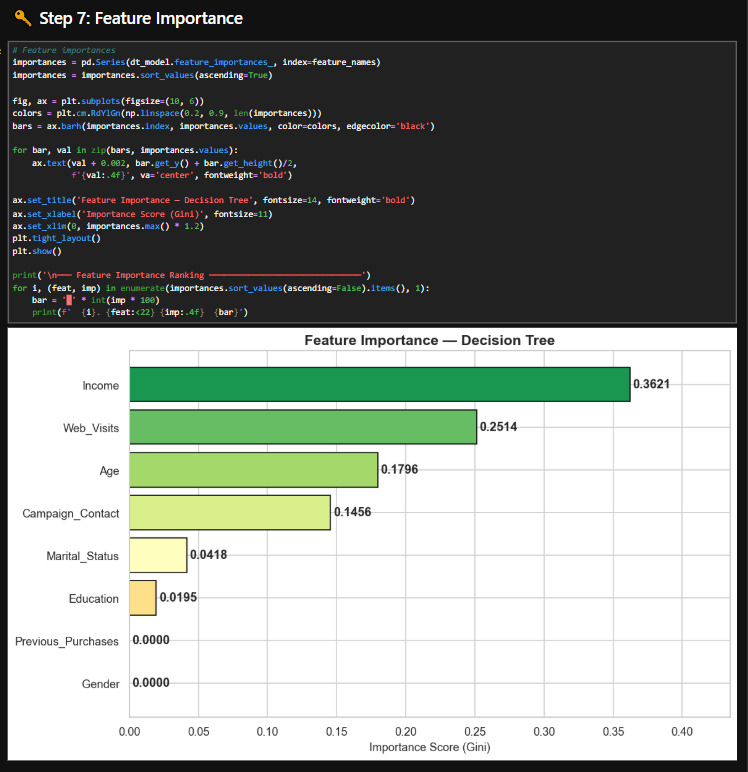 🔑 Step 7: Feature Importance
# Feature importances
importances = pd.Series(dt_model.feature_importances_, index=feature_names)
importances = importances.sort_values(ascending=True)
fig, ax = plt.subplots(figsize=(10, 6))
colors = plt.cm.RdYlGn(np.linspace(0.2, 0.9, len(importances)))
bars = ax.barh(importances.index, importances.values, color=colors, edgecolor='black')
for bar, val in zip(bars, importances.values):
    ax.text(val + 0.002, bar.get_y() + bar.get_height()/2,
            f'{val:.4f}', va='center', fontweight='bold')
ax.set_title('Feature Importance — Decision Tree', fontsize=14, fontweight='bold')
ax.set_xlabel('Importance Score (Gini)', fontsize=11)
ax.set_xlim(0, importances.max() * 1.2)
plt.tight_layout()
plt.show()
print('\n─── Feature Importance Ranking ──────────────────────────────')
for i, (feat, imp) in enumerate(importances.sort_values(ascending=False).items(), 1):
    bar = '█' * int(imp * 100)
    print(f'  {i}. {feat:<22} {imp:.4f}  {bar}')
Feature Importance — Decision Tree
Income 0.3621
Web_Visits 0.2514
Age 0.1796
Campaign_Contact 0.1456
Marital_Status 0.0418
Education 0.0195
Previous_Purchases 0.0000
Gender 0.0000
0.00 0.05 0.10 0.15 0.20 0.25 0.30 0.35 0.40
Importance Score (Gini)